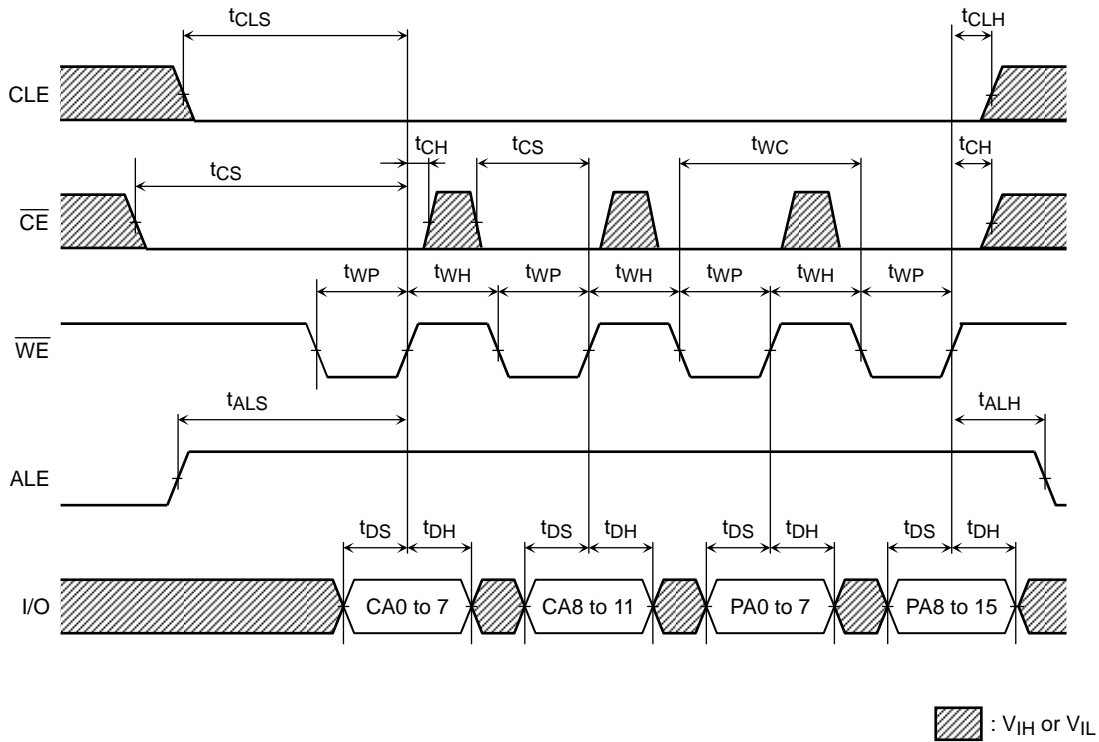 tCLS tCLH
CLE
tCH tCS tWC tCH
tCS
CE
tWP tWH tWP tWH tWP tWH tWP
WE
tALS tALH
ALE
tDS tDH tDS tDH tDS tDH tDS tDH
I/O CA0 to 7 CA8 to 11 PA0 to 7 PA8 to 15
: VIH or VIL